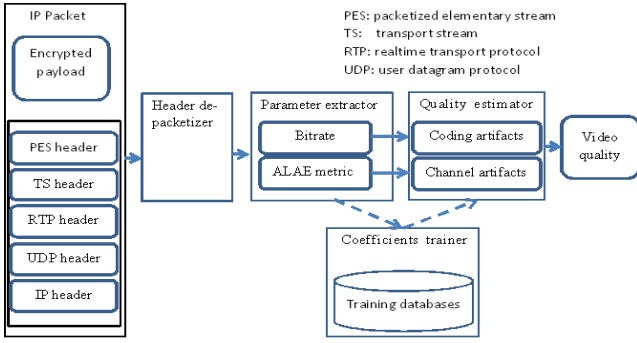 IP Packet
Encrypted
payload
PES header
TS header
RTP header
UDP header
IP header
PES: packetized elementary stream
TS: transport stream
RTP: realtime transport protocol
UDP: user datagram protocol
Header de-
packetizer
Parameter extractor
Bitrate
ALAE metric
Quality estimator
Coding artifacts
Channel artifacts
Video
quality
Coefficients trainer
Training databases